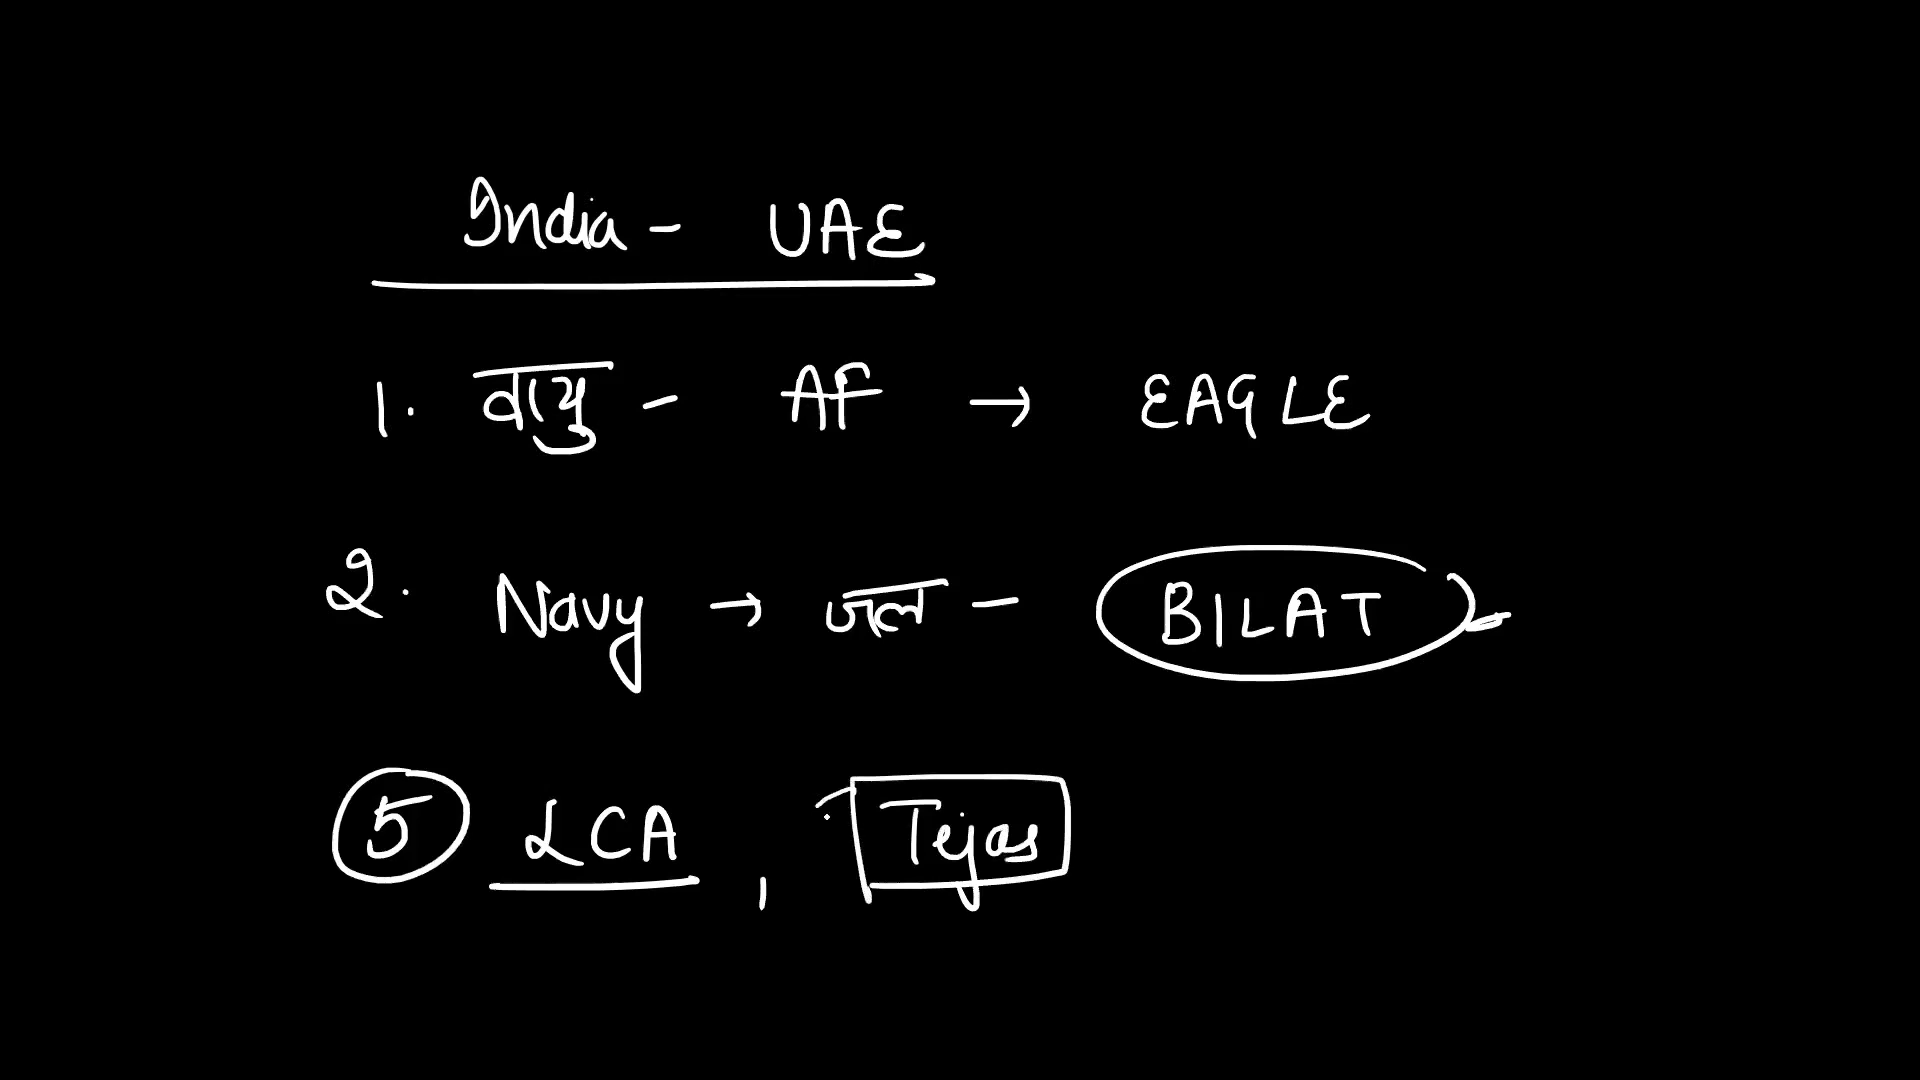 India - UAE
1. वायु - AF → EAGLE
2. Navy → जल - BILAT
5 LCA, Tejas